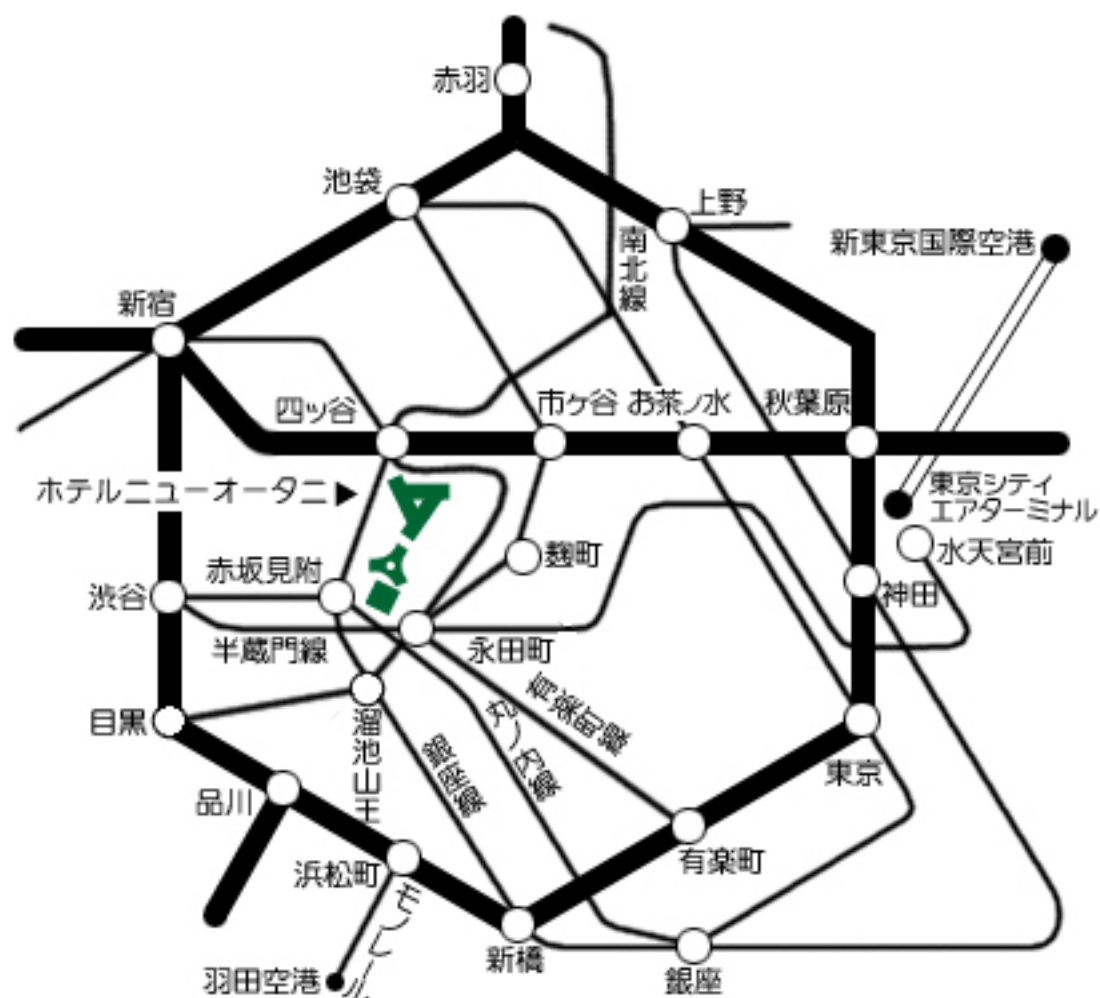 赤羽
池袋
上野
南北線
新東京国際空港
新宿
四ッ谷
市ヶ谷
お茶ノ水
秋葉原
ホテルニューオータニ▶
東京シティ
エアターミナル
水天宮前
麹町
赤坂見附
渋谷
神田
半蔵門線
永田町
有楽町線
丸ノ内線
銀座線
目黒
溜池山王
東京
品川
有楽町
浜松町
モノレール
新橋
羽田空港
銀座